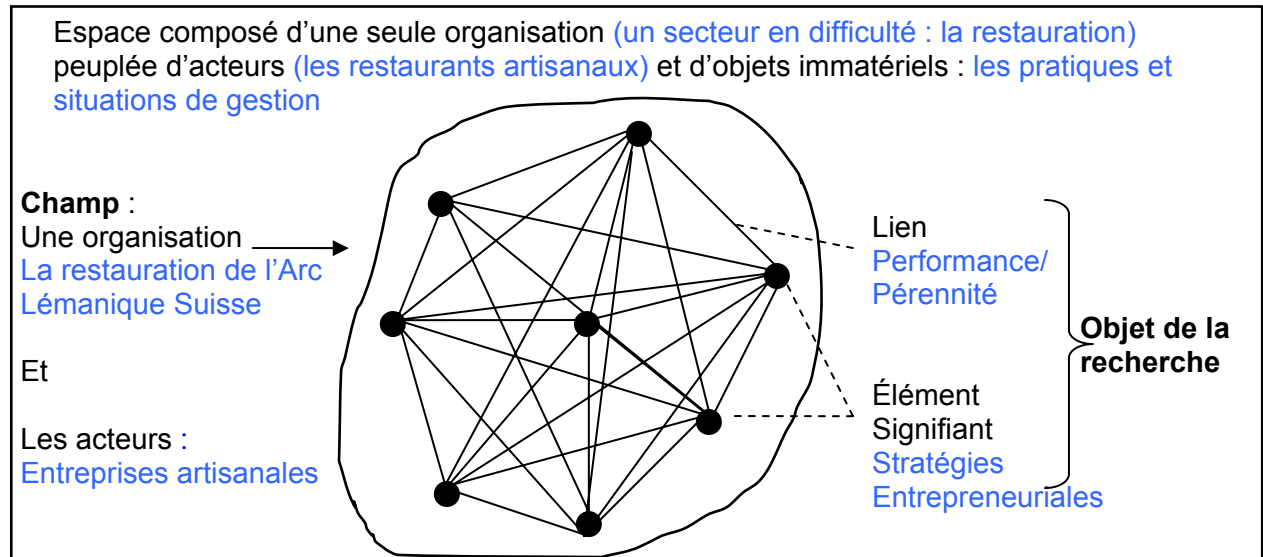 Espace composé d’une seule organisation (un secteur en difficulté : la restauration)
peuplée d’acteurs (les restaurants artisanaux) et d’objets immatériels : les pratiques et
situations de gestion
Champ :
Une organisation
La restauration de l’Arc
Lémanique Suisse
Et
Les acteurs :
Entreprises artisanales
Lien
Performance/
Pérennité
Élément
Signifiant
Stratégies
Entrepreneuriales
Objet de la
recherche